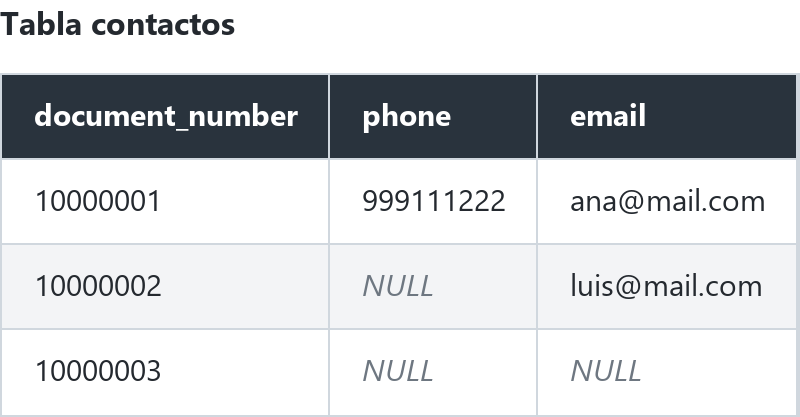 Tabla contactos
document_number phone email
10000001 999111222 ana@mail.com
10000002 NULL luis@mail.com
10000003 NULL NULL